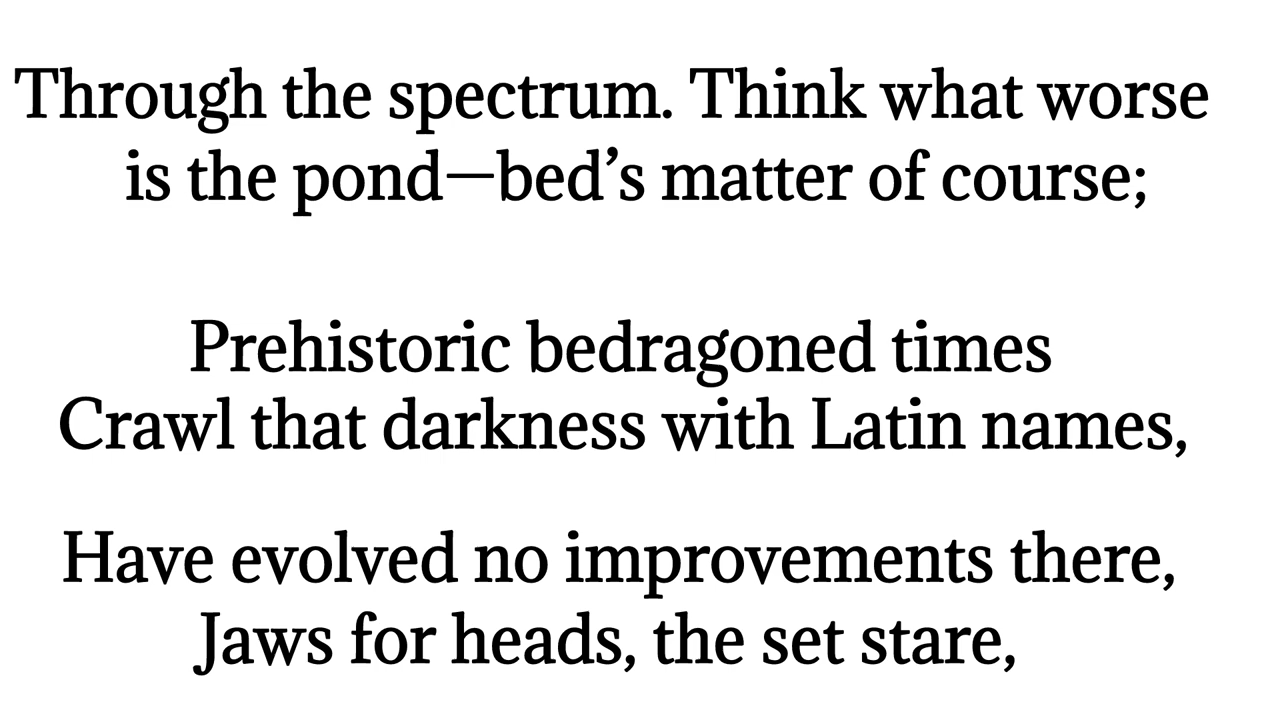 Through the spectrum. Think what worse
is the pond—bed’s matter of course;
Prehistoric bedragoned times
Crawl that darkness with Latin names,
Have evolved no improvements there,
Jaws for heads, the set stare,